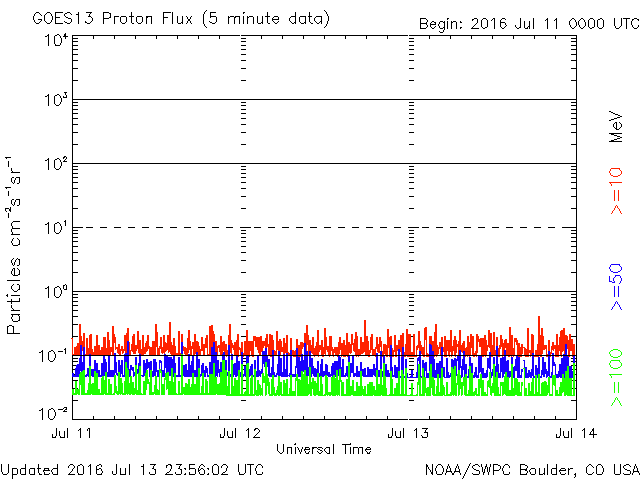 GOES13 Proton Flux (5 minute data)
Begin: 2016 Jul 11 0000 UTC
Particles cm⁻²s⁻¹sr⁻¹
10⁴
10³
10²
10¹
10⁰
10⁻¹
10⁻²
Jul 11
Jul 12
Jul 13
Jul 14
Universal Time
MeV
>=10
>=50
>=100
Updated 2016 Jul 13 23:56:02 UTC
NOAA/SWPC Boulder, CO USA